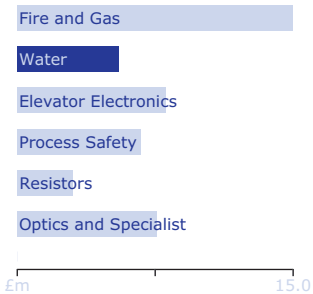 Fire and Gas
Water
Elevator Electronics
Process Safety
Resistors
Optics and Specialist
£m 15.0